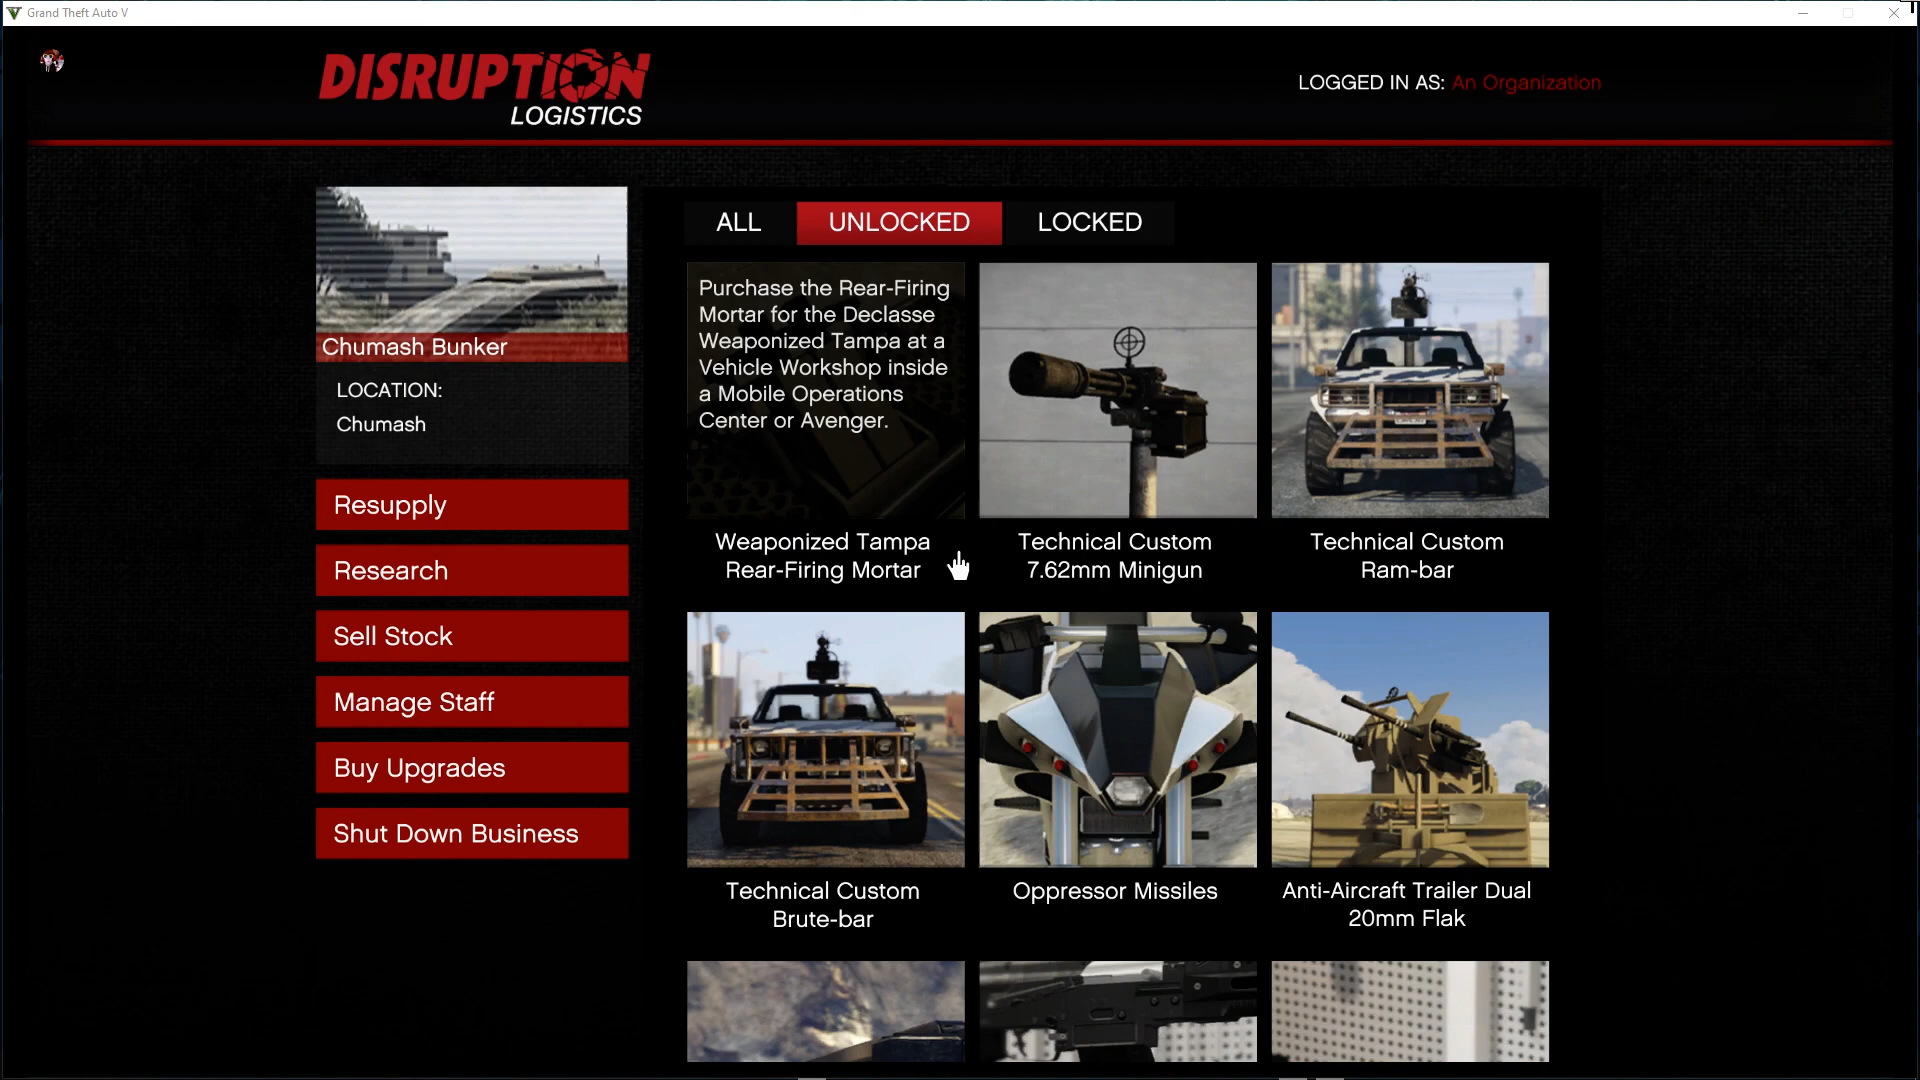 Grand Theft Auto V
DISRUPTION
LOGISTICS
LOGGED IN AS: An Organization
Chumash Bunker
LOCATION:
Chumash
Resupply
Research
Sell Stock
Manage Staff
Buy Upgrades
Shut Down Business
ALL
UNLOCKED
LOCKED
Purchase the Rear-Firing
Mortar for the Declasse
Weaponized Tampa at a
Vehicle Workshop inside
a Mobile Operations
Center or Avenger.
Weaponized Tampa
Rear-Firing Mortar
Technical Custom
7.62mm Minigun
Technical Custom
Ram-bar
Technical Custom
Brute-bar
Oppressor Missiles
Anti-Aircraft Trailer Dual
20mm Flak